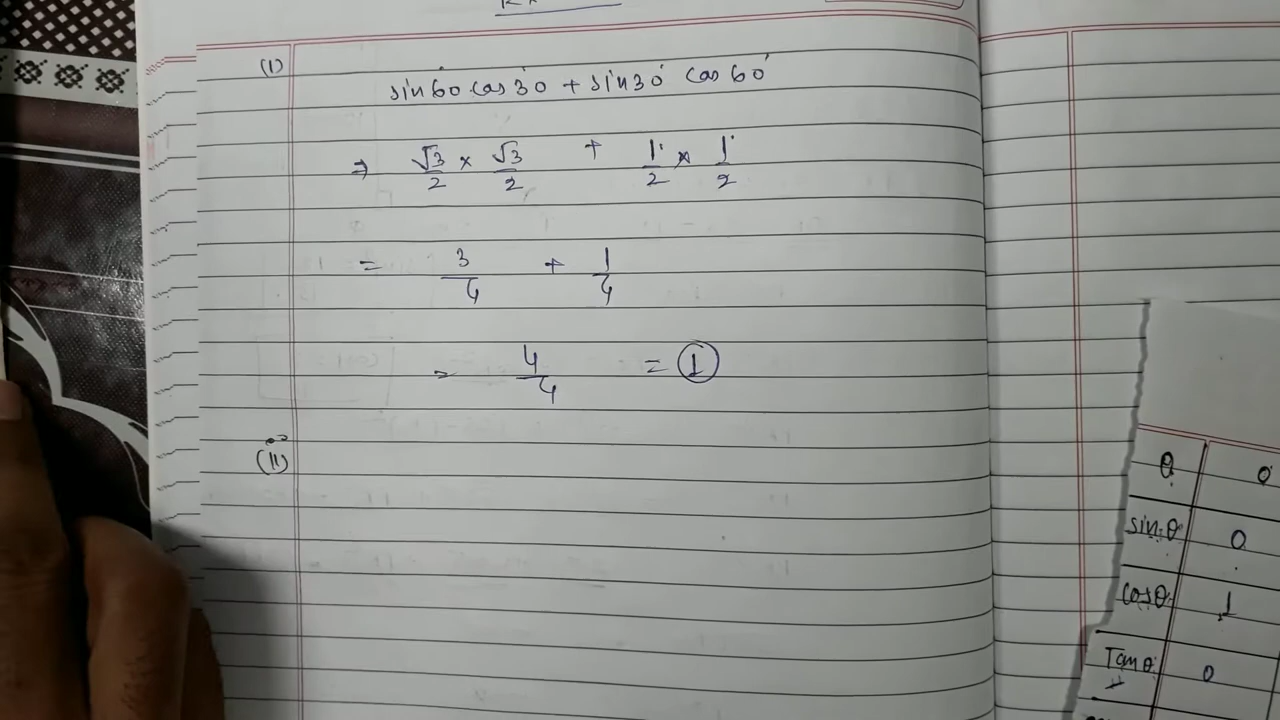 (I)
sin60° cos30° + sin30° cos60°
⇒ √3/2 × √3/2 + 1/2 × 1/2
= 3/4 + 1/4
= 4/4 = 1
(II)
θ 0°
sinθ 0
cosθ 1
Tanθ 0